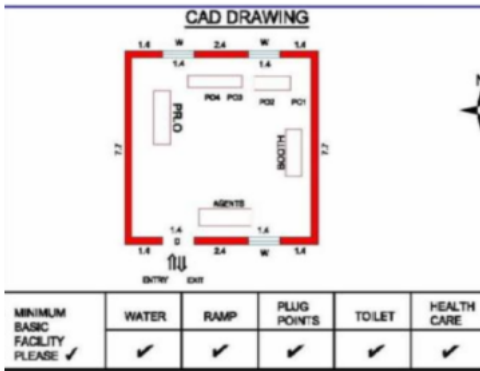 CAD DRAWING
1.4 W 2.4 W 1.4
1.4 1.4
PO4 PO3 PO2 PO1
PR.O
7.7 BOOTH 7.7
AGENTS
1.4 1.4
1.4 D 2.4 W 1.4
ENTRY EXIT
N
MINIMUM
BASIC
FACILITY
PLEASE ✓
WATER RAMP PLUG POINTS TOILET HEALTH CARE
✓ ✓ ✓ ✓ ✓